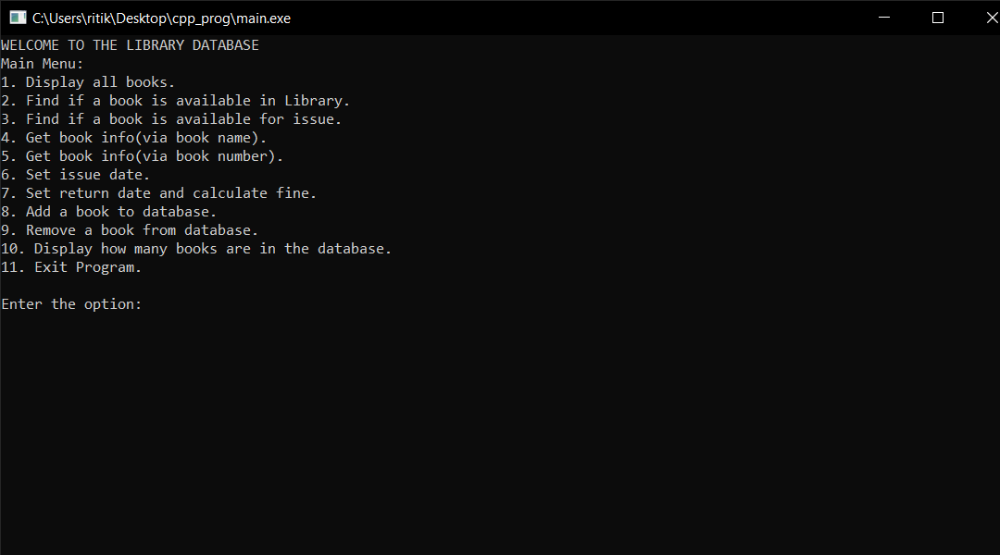 C:\Users\ritik\Desktop\cpp_prog\main.exe
WELCOME TO THE LIBRARY DATABASE
Main Menu:
1. Display all books.
2. Find if a book is available in Library.
3. Find if a book is available for issue.
4. Get book info(via book name).
5. Get book info(via book number).
6. Set issue date.
7. Set return date and calculate fine.
8. Add a book to database.
9. Remove a book from database.
10. Display how many books are in the database.
11. Exit Program.
Enter the option: